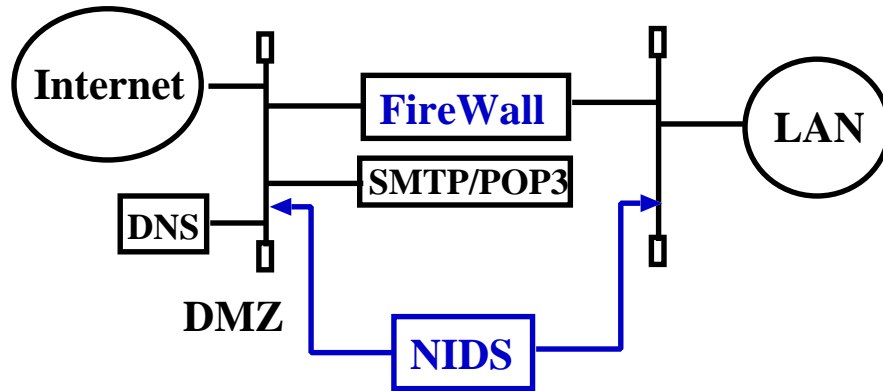 Internet
FireWall
LAN
SMTP/POP3
DNS
DMZ
NIDS